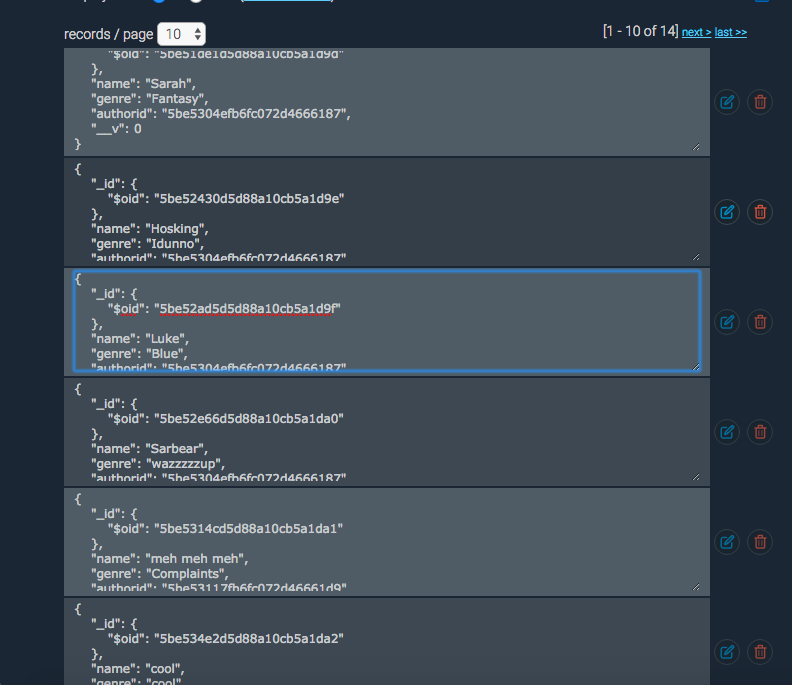 records / page 10
[1 - 10 of 14] next > last >>
"$oid": "5be51de1d5d88a10cb5a1d9d"
},
"name": "Sarah",
"genre": "Fantasy",
"authorid": "5be5304efb6fc072d4666187",
"__v": 0
}
{
"_id": {
"$oid": "5be52430d5d88a10cb5a1d9e"
},
"name": "Hosking",
"genre": "Idunno",
"authorid": "5be5304efb6fc072d4666187"
{
"_id": {
"$oid": "5be52ad5d5d88a10cb5a1d9f"
},
"name": "Luke",
"genre": "Blue",
"authorid": "5be5304efb6fc072d4666187"
{
"_id": {
"$oid": "5be52e66d5d88a10cb5a1da0"
},
"name": "Sarbear",
"genre": "wazzzzzup",
"authorid": "5be5304efb6fc072d4666187"
{
"_id": {
"$oid": "5be5314cd5d88a10cb5a1da1"
},
"name": "meh meh meh",
"genre": "Complaints",
"authorid": "5be53117fb6fc072d46661d9"
{
"_id": {
"$oid": "5be534e2d5d88a10cb5a1da2"
},
"name": "cool",
"genre": "cool"